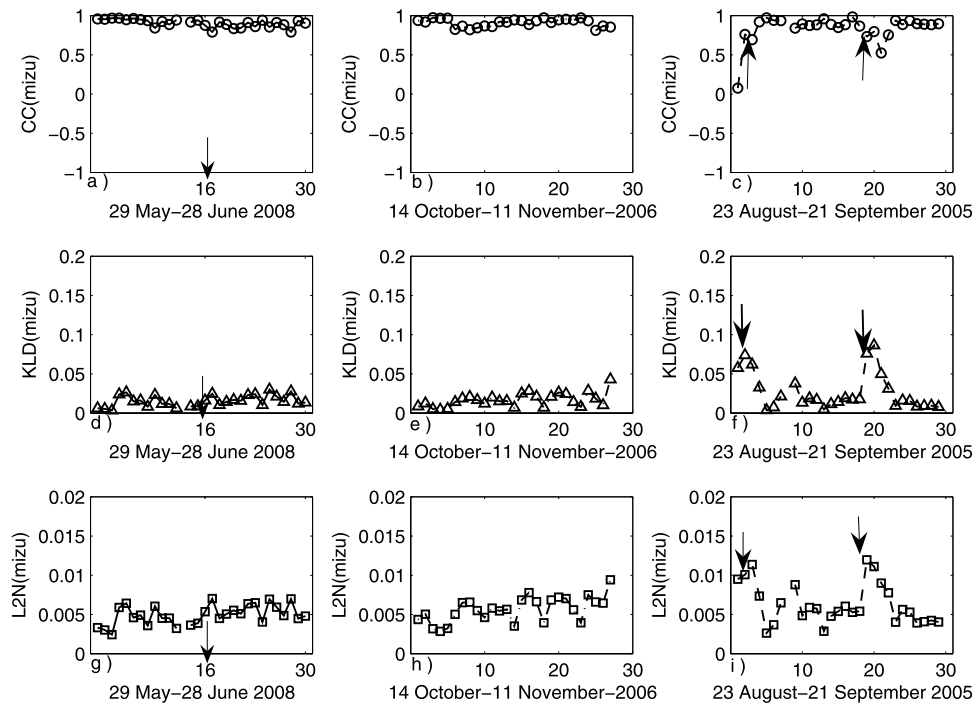 1
0.5
0
−0.5
−1
CC(mizu)
a )
16
30
29 May−28 June 2008
1
0.5
0
−0.5
−1
CC(mizu)
b )
10
20
30
14 October−11 November−2006
1
0.5
0
−0.5
−1
CC(mizu)
c )
10
20
30
23 August−21 September 2005
0.2
0.15
0.1
0.05
0
KLD(mizu)
d )
16
30
29 May−28 June 2008
0.2
0.15
0.1
0.05
0
KLD(mizu)
e )
10
20
30
14 October−11 November−2006
0.2
0.15
0.1
0.05
0
KLD(mizu)
f )
10
20
30
23 August−21 September 2005
0.02
0.015
0.01
0.005
0
L2N(mizu)
g )
16
30
29 May−28 June 2008
0.02
0.015
0.01
0.005
0
L2N(mizu)
h )
10
20
30
14 October−11 November−2006
0.02
0.015
0.01
0.005
0
L2N(mizu)
i )
10
20
30
23 August−21 September 2005